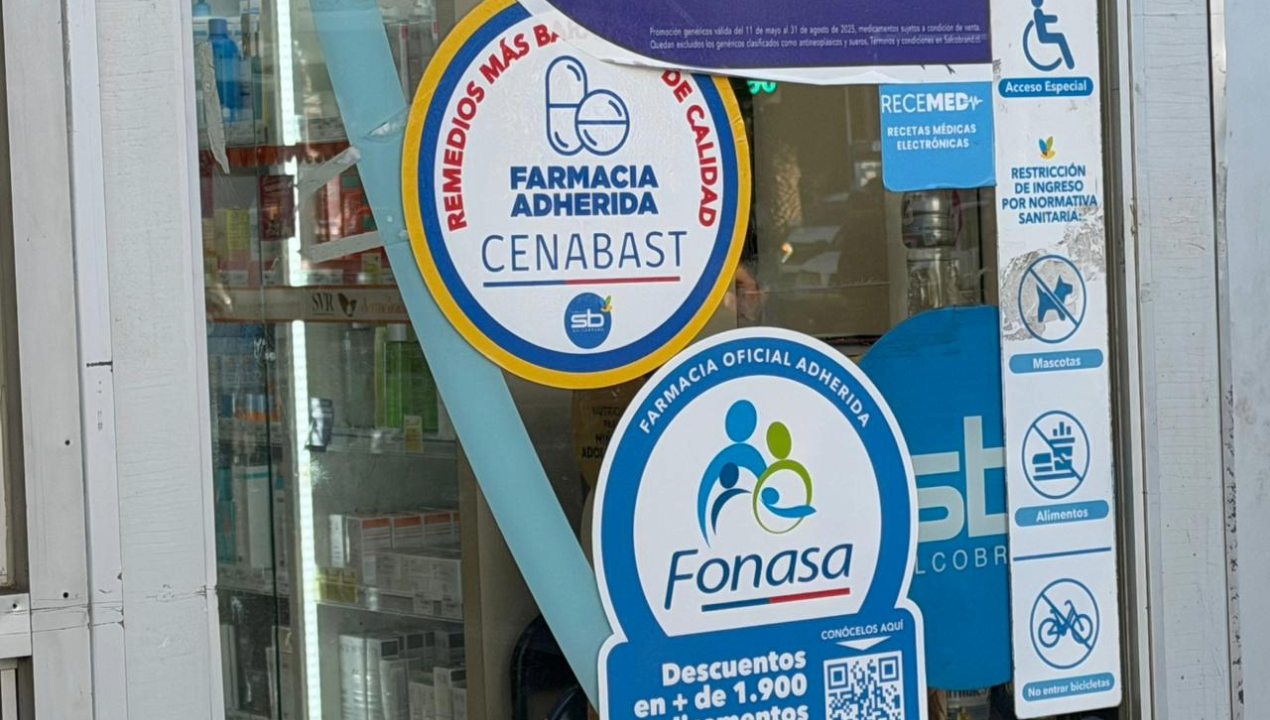 Promoción genéricos válida del 11 de mayo al 31 de agosto de 2025, medicamentos sujetos a condición de venta.
Quedan excluidos los genéricos clasificados como antineoplásicos y sueros. Términos y condiciones en Salcobrand.cl
REMEDIOS MÁS
DE CALIDAD
FARMACIA
ADHERIDA
CENABAST
sb
SALCOBRAND
RECEMED
RECETAS MÉDICAS
ELECTRÓNICAS
Acceso Especial
RESTRICCIÓN
DE INGRESO
POR NORMATIVA
SANITARIA:
Mascotas
Alimentos
No entrar bicicletas
SVR
FARMACIA OFICIAL ADHERIDA
Fonasa
CONÓCELOS AQUÍ
Descuentos
en + de 1.900
sb
LCOBR